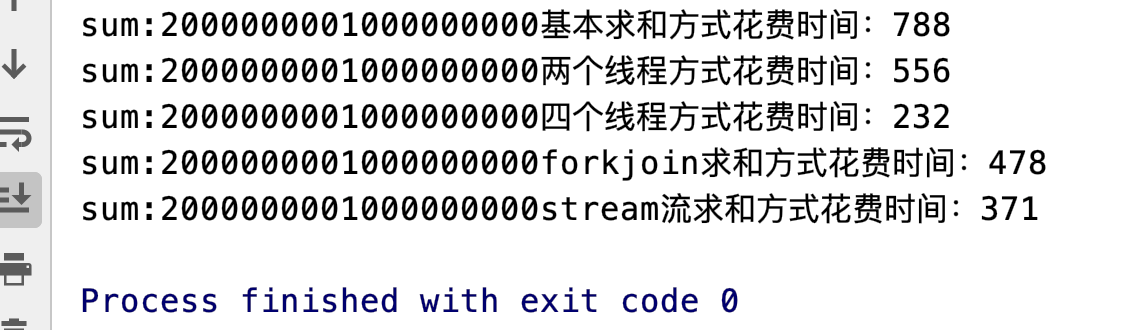 sum:2000000001000000000基本求和方式花费时间：788
sum:2000000001000000000两个线程方式花费时间：556
sum:2000000001000000000四个线程方式花费时间：232
sum:2000000001000000000forkjoin求和方式花费时间：478
sum:2000000001000000000stream流求和方式花费时间：371
Process finished with exit code 0